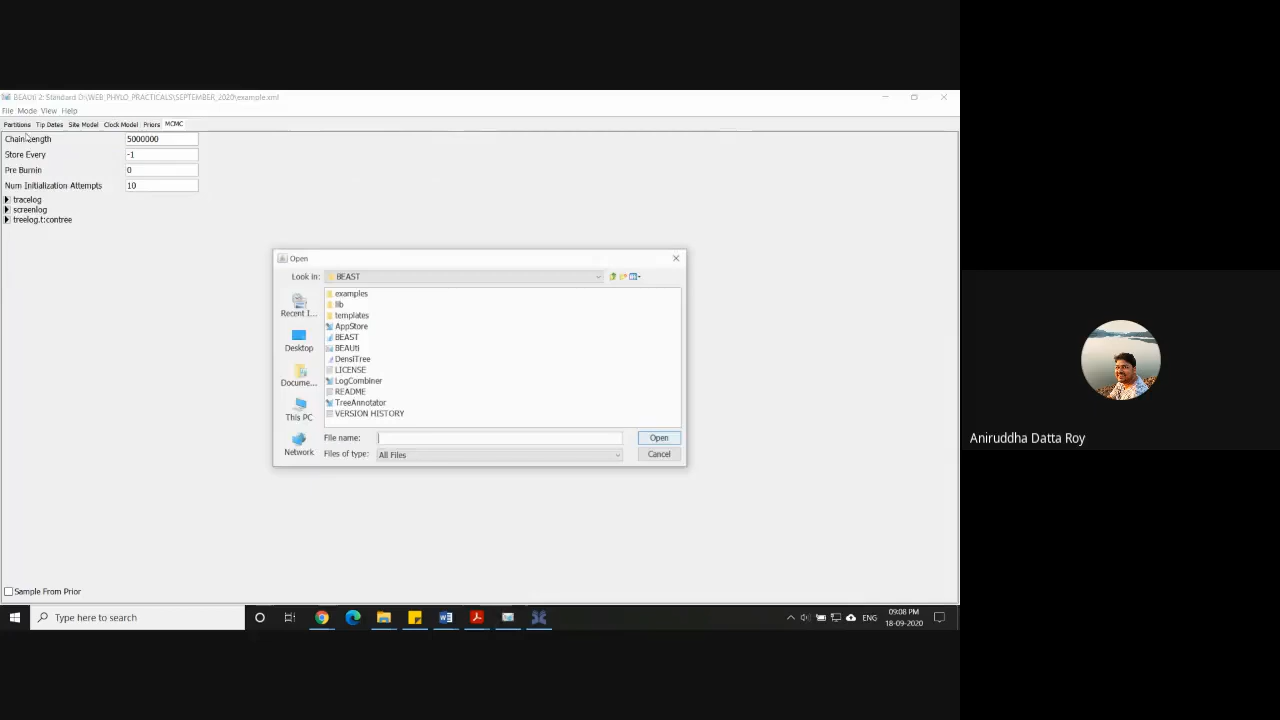 BEAUti 2: Standard D:\WEB_PHYLO_PRACTICALS\SEPTEMBER_2020\example.xml
File Mode View Help
Partitions Tip Dates Site Model Clock Model Priors MCMC
Chain Length 5000000
Store Every -1
Pre Burnin 0
Num Initialization Attempts 10
tracelog
screenlog
treelog.t:contree
Open
Look in: BEAST
examples
lib
templates
AppStore
BEAST
BEAUti
DensiTree
LICENSE
LogCombiner
README
TreeAnnotator
VERSION HISTORY
Recent I...
Desktop
Docume...
This PC
Network
File name: Open
Files of type: All Files Cancel
Sample From Prior
Type here to search
ENG
09:08 PM
18-09-2020
Aniruddha Datta Roy